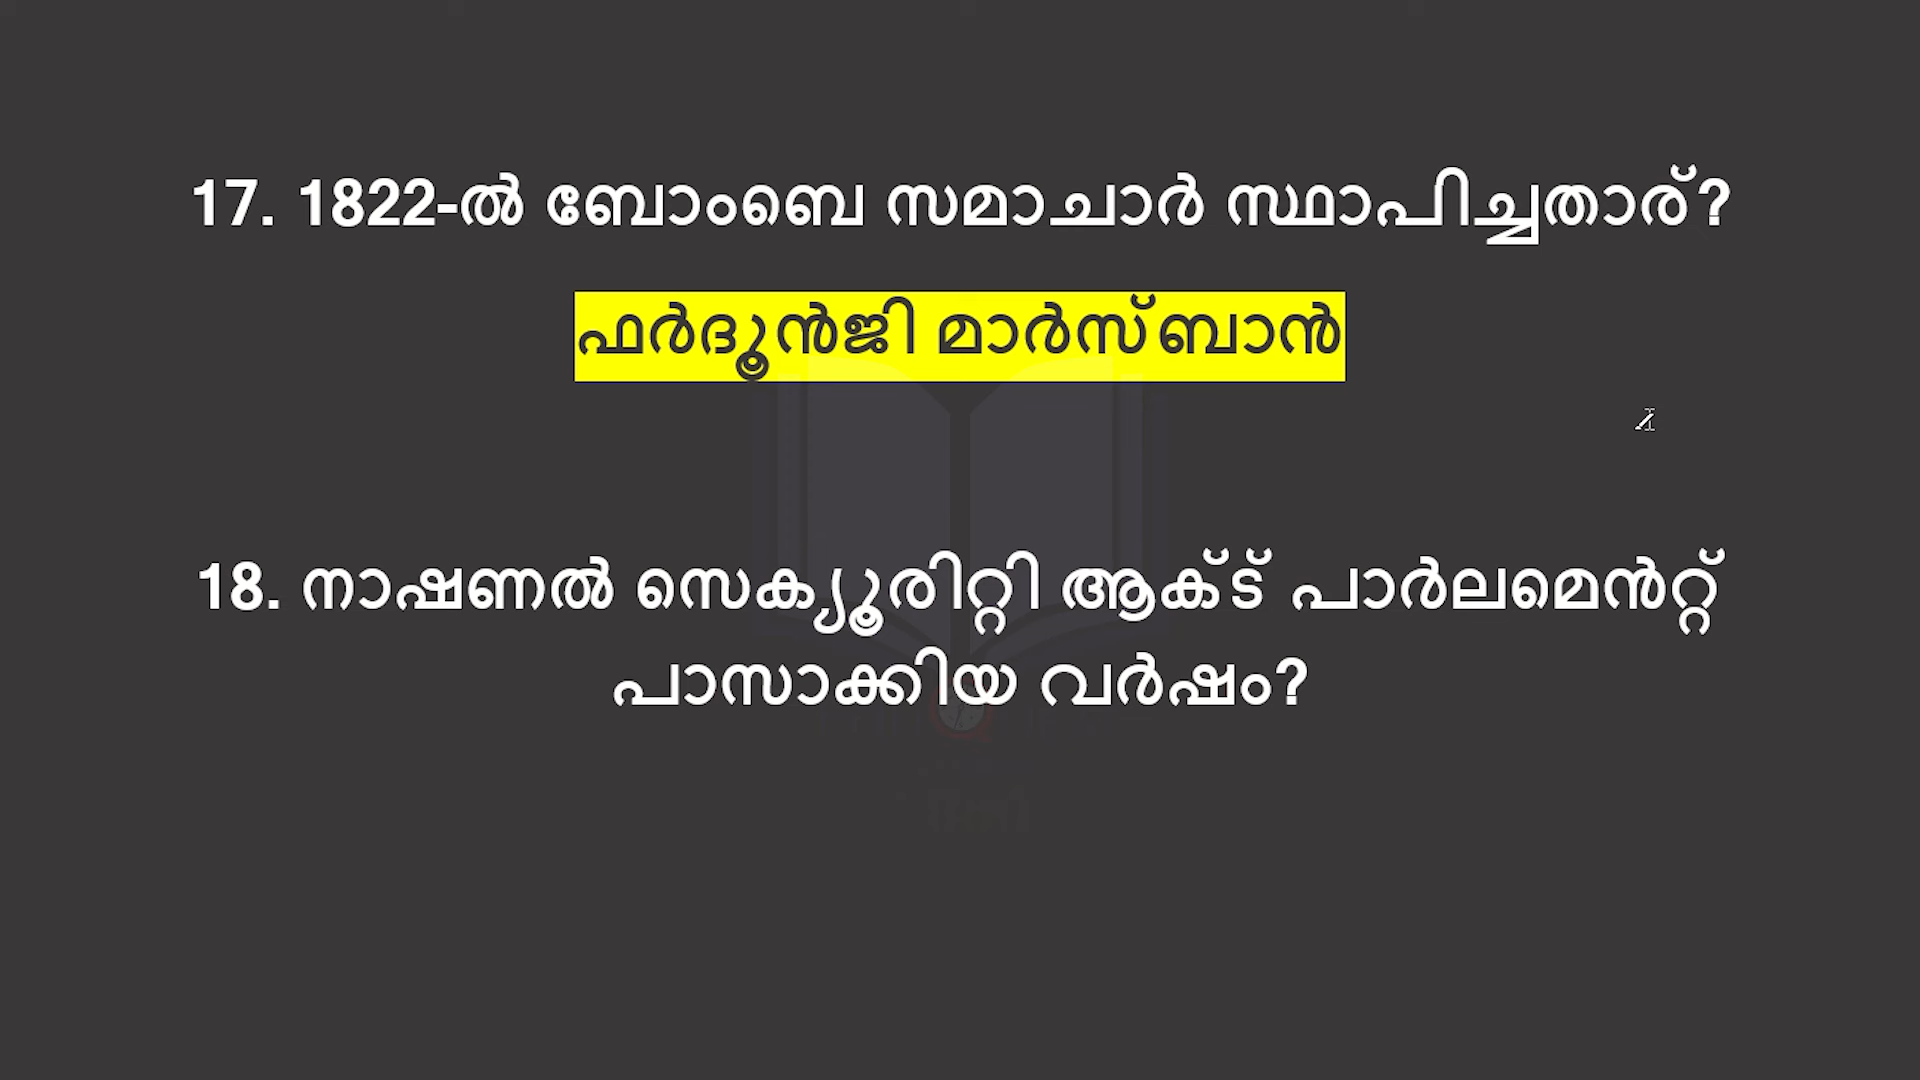 17. 1822-ൽ ബോംബെ സമാചാർ സ്ഥാപിച്ചതാര്?
ഫർദൂൻജി മാർസ്ബാൻ
18. നാഷണൽ സെക്യൂരിറ്റി ആക്ട് പാർലമെൻറ്റ്
പാസാക്കിയ വർഷം?